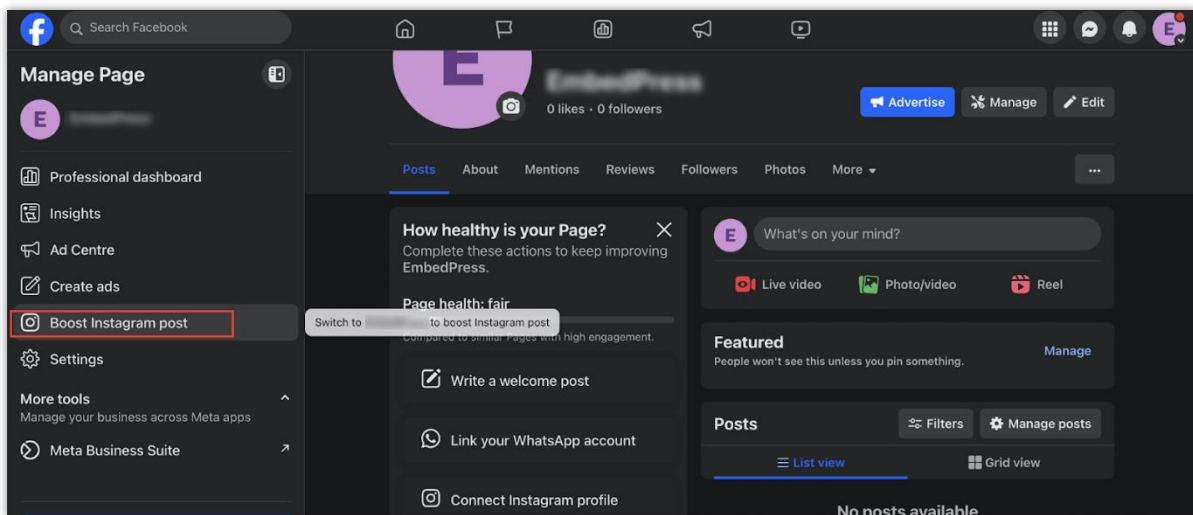 Search Facebook
E
Manage Page
E
Professional dashboard
Insights
Ad Centre
Create ads
Boost Instagram post
Settings
More tools
Manage your business across Meta apps
Meta Business Suite
Switch to
to boost Instagram post
E
EmbedPress
0 likes · 0 followers
Advertise
Manage
Edit
Posts
About
Mentions
Reviews
Followers
Photos
More
How healthy is your Page?
Complete these actions to keep improving
EmbedPress.
Page health: fair
Compared to similar Pages with high engagement.
Write a welcome post
Link your WhatsApp account
Connect Instagram profile
E
What's on your mind?
Live video
Photo/video
Reel
Featured
People won't see this unless you pin something.
Manage
Posts
Filters
Manage posts
List view
Grid view
No posts available